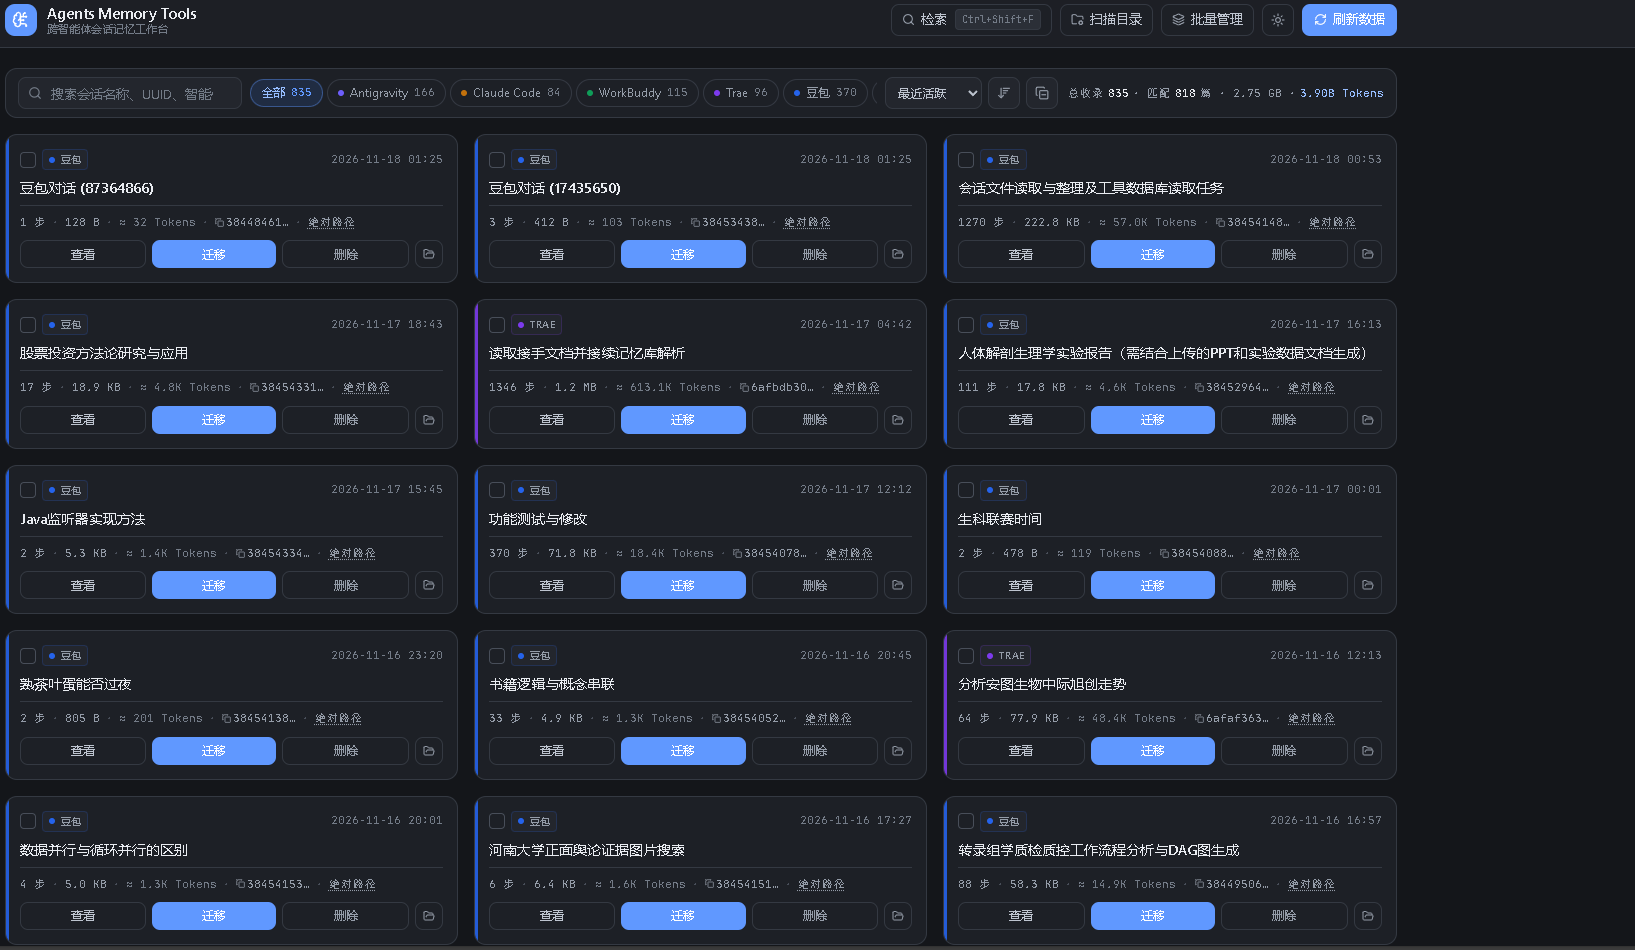 Agents Memory Tools
跨智能体会话记忆工作台
检索 Ctrl+Shift+F
扫描目录
批量管理
刷新数据
搜索会话名称、UUID、智能
全部 835
Antigravity 166
Claude Code 84
WorkBuddy 115
Trae 96
豆包 370
最近活跃
总收录 835 · 匹配 818 篇 · 2.75 GB · 3.90B Tokens
豆包 2026-11-18 01:25
豆包对话 (87364866)
1 步 · 128 B · ≈ 32 Tokens · 38448461… · 绝对路径
查看 迁移 删除
豆包 2026-11-18 01:25
豆包对话 (17435650)
3 步 · 412 B · ≈ 103 Tokens · 38453438… · 绝对路径
查看 迁移 删除
豆包 2026-11-18 00:53
会话文件读取与整理及工具数据库读取任务
1270 步 · 222.8 KB · ≈ 57.0K Tokens · 38454148… · 绝对路径
查看 迁移 删除
豆包 2026-11-17 18:43
股票投资方法论研究与应用
17 步 · 18.9 KB · ≈ 4.8K Tokens · 38454331… · 绝对路径
查看 迁移 删除
TRAE 2026-11-17 04:42
读取接手文档并接续记忆库解析
1346 步 · 1.2 MB · ≈ 613.1K Tokens · 6afbdb30… · 绝对路径
查看 迁移 删除
豆包 2026-11-17 16:13
人体解剖生理学实验报告（需结合上传的PPT和实验数据文档生成）
111 步 · 17.8 KB · ≈ 4.6K Tokens · 38452964… · 绝对路径
查看 迁移 删除
豆包 2026-11-17 15:45
Java监听器实现方法
2 步 · 5.3 KB · ≈ 1.4K Tokens · 38454334… · 绝对路径
查看 迁移 删除
豆包 2026-11-17 12:12
功能测试与修改
370 步 · 71.8 KB · ≈ 18.4K Tokens · 38454078… · 绝对路径
查看 迁移 删除
豆包 2026-11-17 00:01
生科联赛时间
2 步 · 478 B · ≈ 119 Tokens · 38454088… · 绝对路径
查看 迁移 删除
豆包 2026-11-16 23:20
熟茶叶蛋能否过夜
2 步 · 805 B · ≈ 201 Tokens · 38454138… · 绝对路径
查看 迁移 删除
豆包 2026-11-16 20:45
书籍逻辑与概念串联
33 步 · 4.9 KB · ≈ 1.3K Tokens · 38454052… · 绝对路径
查看 迁移 删除
TRAE 2026-11-16 12:13
分析安图生物中际旭创走势
64 步 · 77.9 KB · ≈ 48.4K Tokens · 6afaf363… · 绝对路径
查看 迁移 删除
豆包 2026-11-16 20:01
数据并行与循环并行的区别
4 步 · 5.0 KB · ≈ 1.3K Tokens · 38454153… · 绝对路径
查看 迁移 删除
豆包 2026-11-16 17:27
河南大学正面舆论证据图片搜索
6 步 · 6.4 KB · ≈ 1.6K Tokens · 38454151… · 绝对路径
查看 迁移 删除
豆包 2026-11-16 16:57
转录组学质检质控工作流程分析与DAG图生成
88 步 · 58.3 KB · ≈ 14.9K Tokens · 38449506… · 绝对路径
查看 迁移 删除